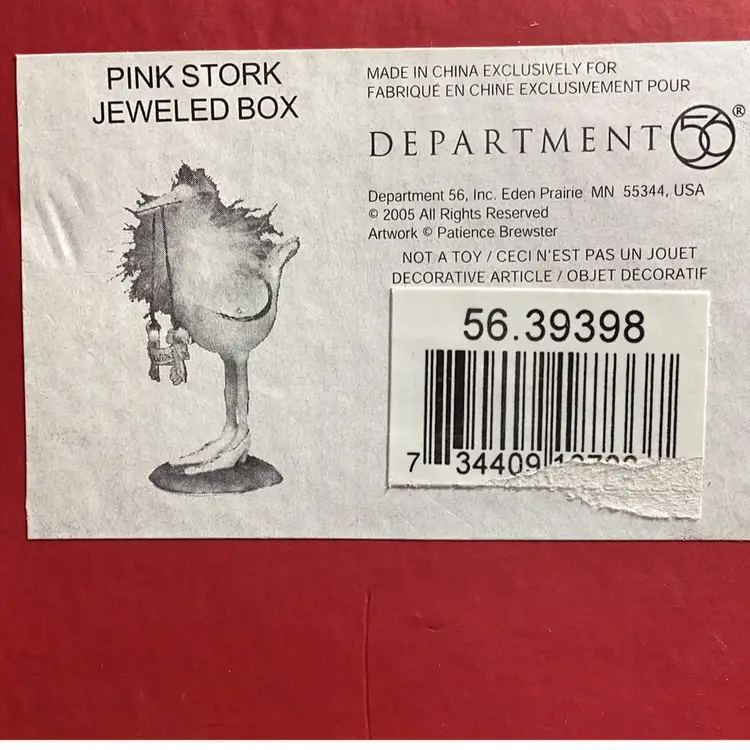 PINK STORK
JEWELED BOX
MADE IN CHINA EXCLUSIVELY FOR
FABRIQUÉ EN CHINE EXCLUSIVEMENT POUR
DEPARTMENT 56®
Department 56, Inc. Eden Prairie MN 55344, USA
© 2005 All Rights Reserved
Artwork © Patience Brewster
NOT A TOY / CECI N'EST PAS UN JOUET
DECORATIVE ARTICLE / OBJET DÉCORATIF
56.39398
7 34409